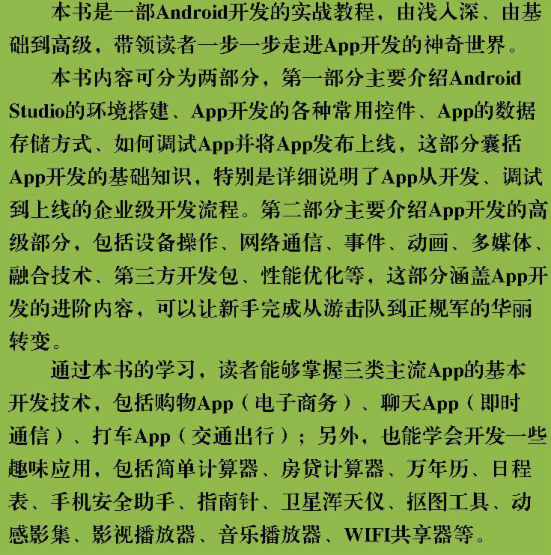 本书是一部Android开发的实战教程，由浅入深、由基
础到高级，带领读者一步一步走进App开发的神奇世界。
本书内容可分为两部分，第一部分主要介绍Android
Studio的环境搭建、App开发的各种常用控件、App的数据
存储方式、如何调试App并将App发布上线，这部分囊括
App开发的基础知识，特别是详细说明了App从开发、调试
到上线的企业级开发流程。第二部分主要介绍App开发的高
级部分，包括设备操作、网络通信、事件、动画、多媒体、
融合技术、第三方开发包、性能优化等，这部分涵盖App开
发的进阶内容，可以让新手完成从游击队到正规军的华丽
转变。
通过本书的学习，读者能够掌握三类主流App的基本
开发技术，包括购物App（电子商务）、聊天App（即时
通信）、打车App（交通出行）；另外，也能学会开发一些
趣味应用，包括简单计算器、房贷计算器、万年历、日程
表、手机安全助手、指南针、卫星浑天仪、抠图工具、动
感影集、影视播放器、音乐播放器、WIFI共享器等。